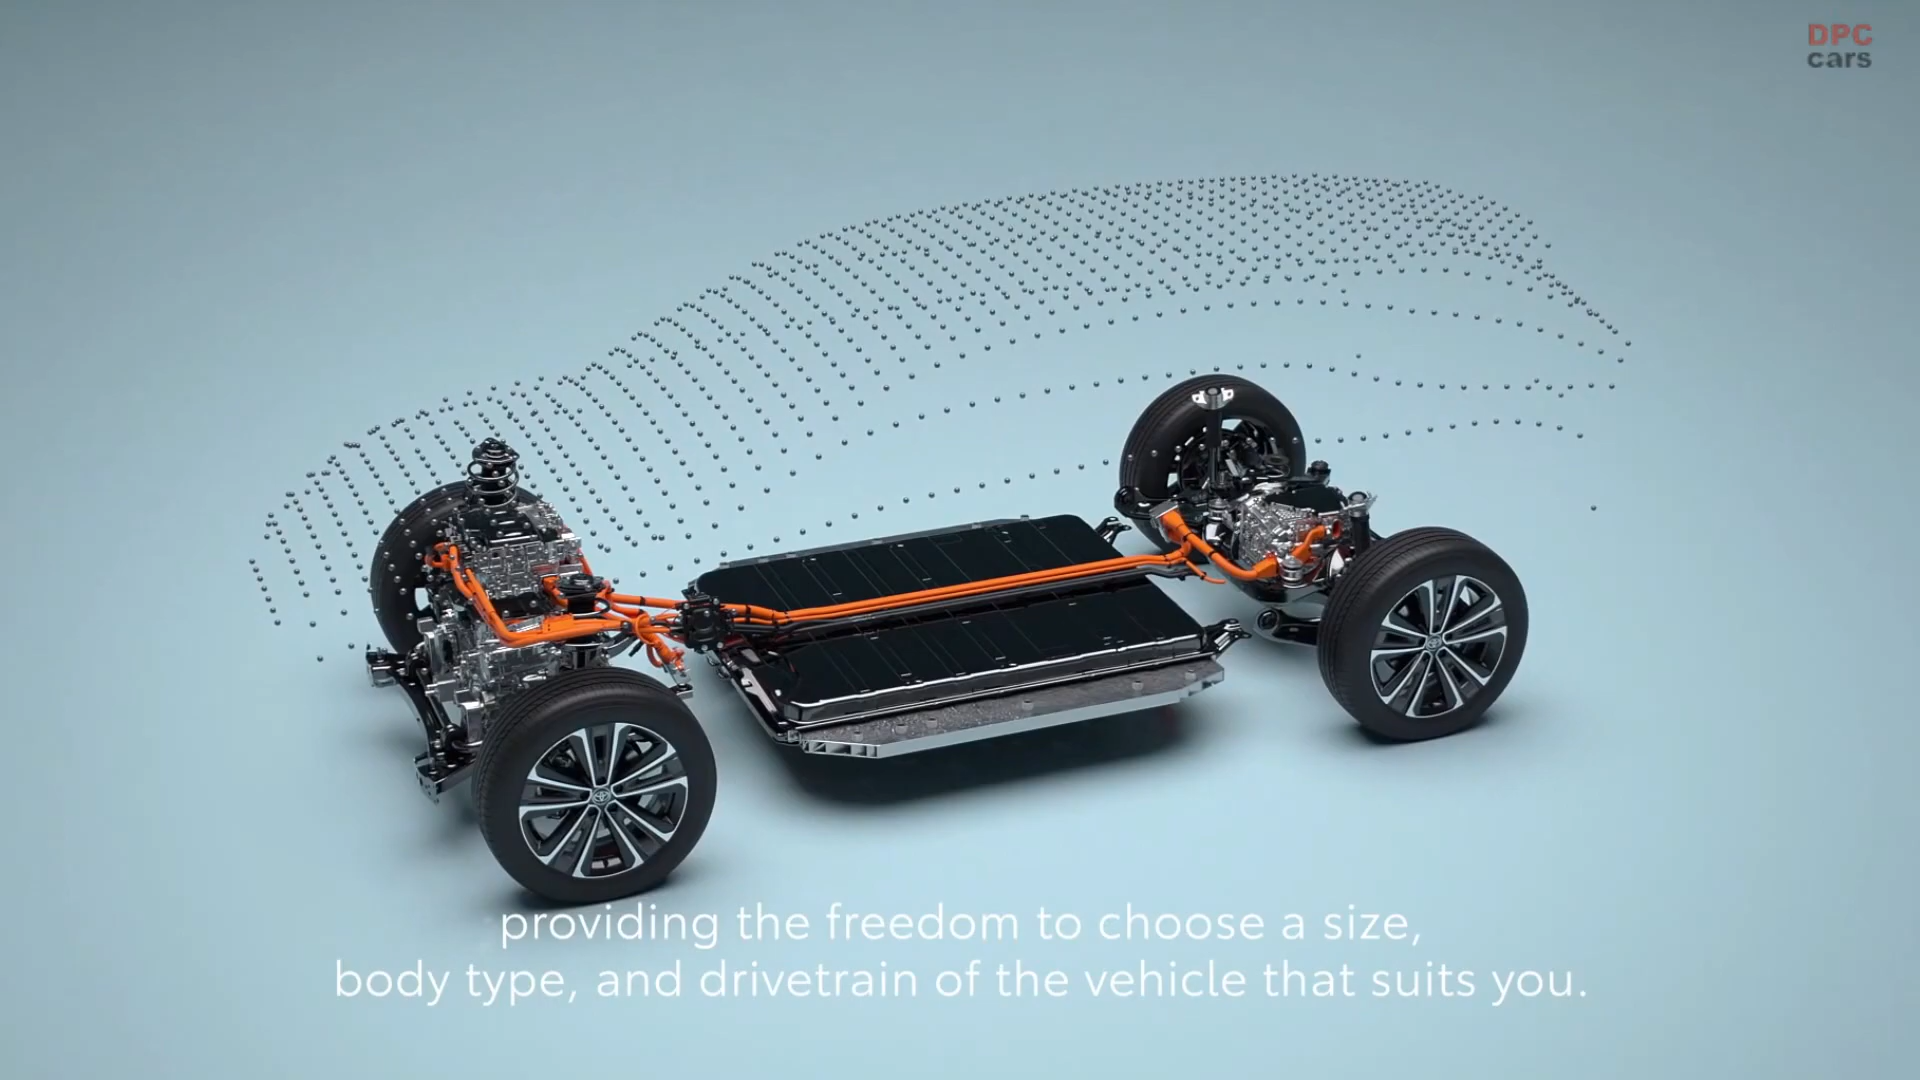 DPC
cars
providing the freedom to choose a size,
body type, and drivetrain of the vehicle that suits you.